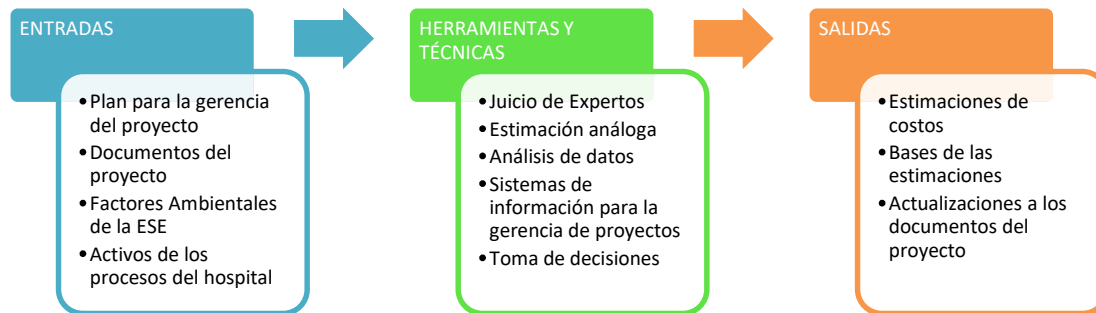 ENTRADAS
•Plan para la gerencia
del proyecto
•Documentos del
proyecto
•Factores Ambientales
de la ESE
•Activos de los
procesos del hospital
HERRAMIENTAS Y
TÉCNICAS
•Juicio de Expertos
•Estimación análoga
•Análisis de datos
•Sistemas de
información para la
gerencia de proyectos
•Toma de decisiones
SALIDAS
•Estimaciones de
costos
•Bases de las
estimaciones
•Actualizaciones a los
documentos del
proyecto